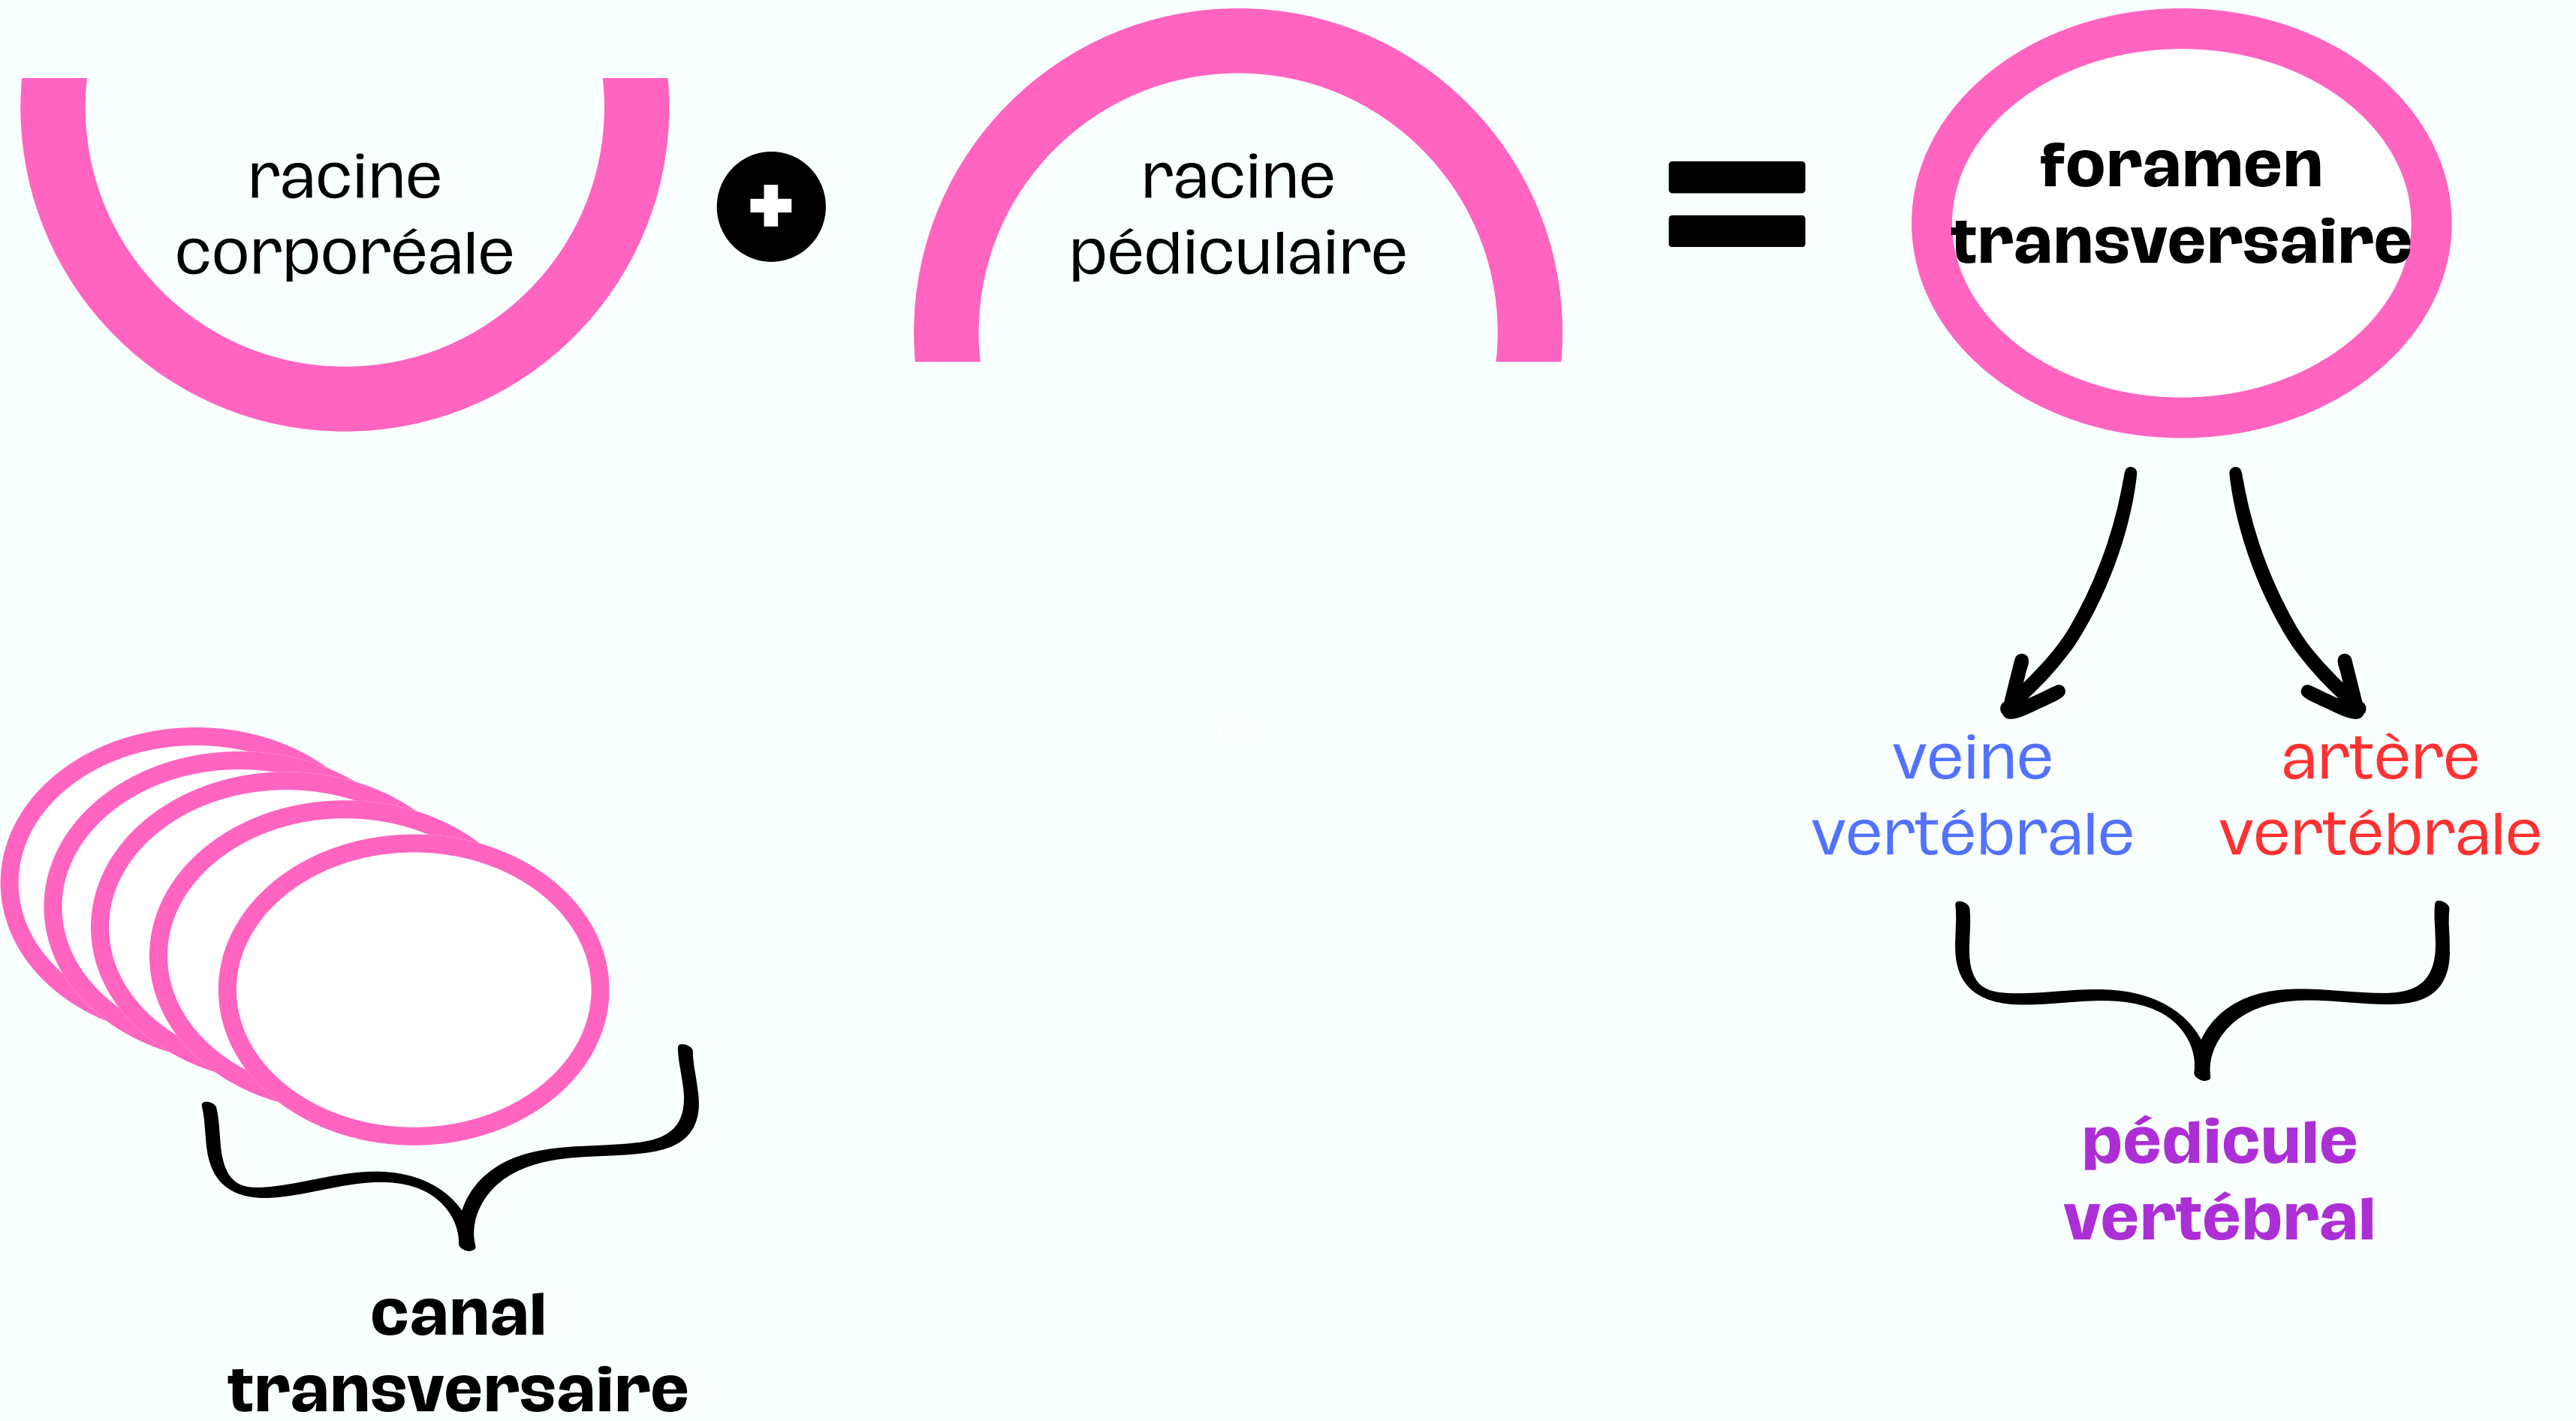 racine
corporéale
+
racine
pédiculaire
=
foramen
transversaire
veine
vertébrale
artère
vertébrale
pédicule
vertébral
canal
transversaire